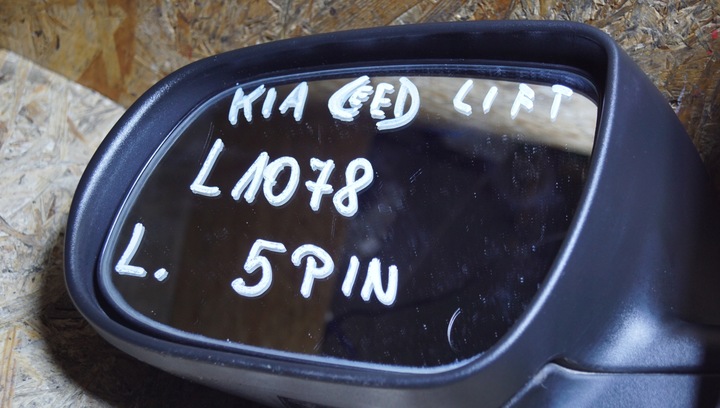 KIA CEED LIFT
L1078
L. 5PIN